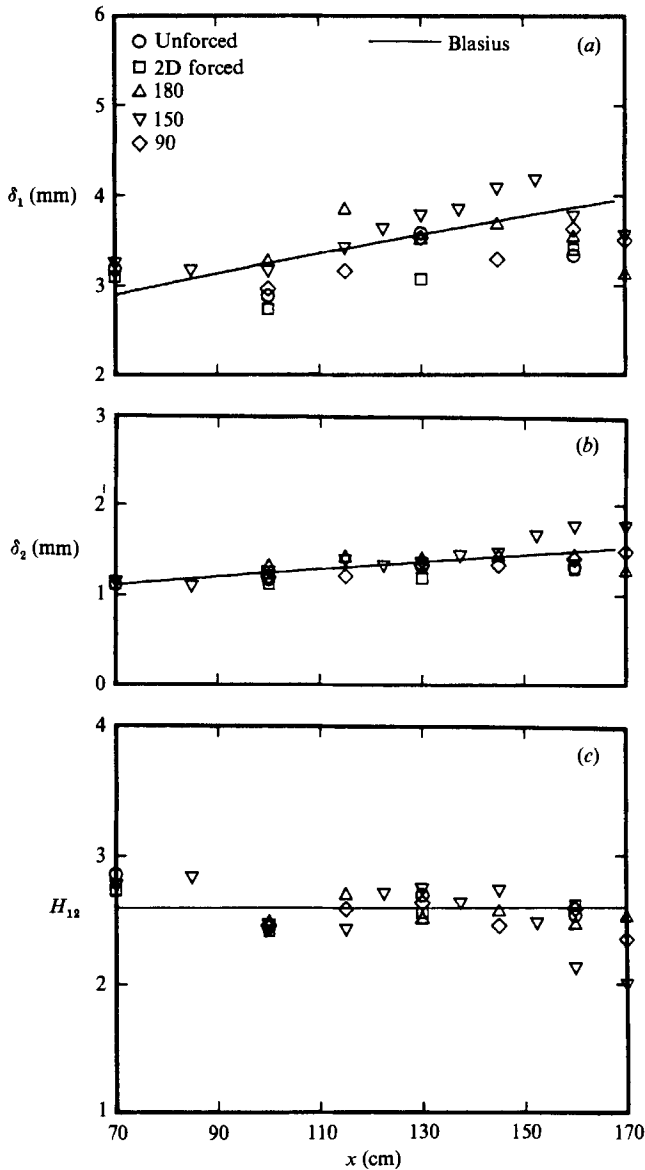 6
Unforced
Blasius
(a)
2D forced
5
180
150
90
δ₁ (mm)
4
3
2
3
(b)
2
δ₂ (mm)
1
0
4
(c)
3
H₁₂
2
1
70
90
110
130
150
170
x (cm)